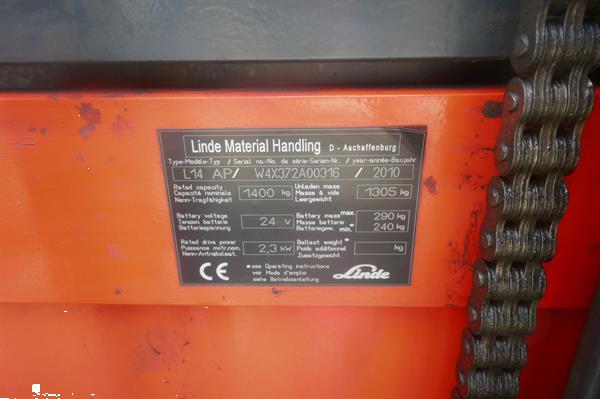 Linde Material Handling D - Aschaffenburg
Type-Modèle-Typ / Serial no.-No. de série-Serien-Nr. / year-année-Baujahr
L14 AP / W4X372A00316 / 2010
Rated capacity
Capacité nominale 1400 kg
Nenn-Tragfähigkeit
Unladen mass
Masse à vide 1305 kg
Leergewicht
Battery voltage
Tension batterie 24 V
Batteriespannung
Battery mass max. 290 kg
Masse batterie
Batteriegew. min. * 240 kg
Rated drive power
Puissance motr.nom. 2,3 kW
Nenn-Antriebsleist.
Ballast weight *
Poids additionnel kg
Zusatzgewicht
CE
*see Operating instructions
voir Mode d'emploi
siehe Betriebsanleitung
Linde